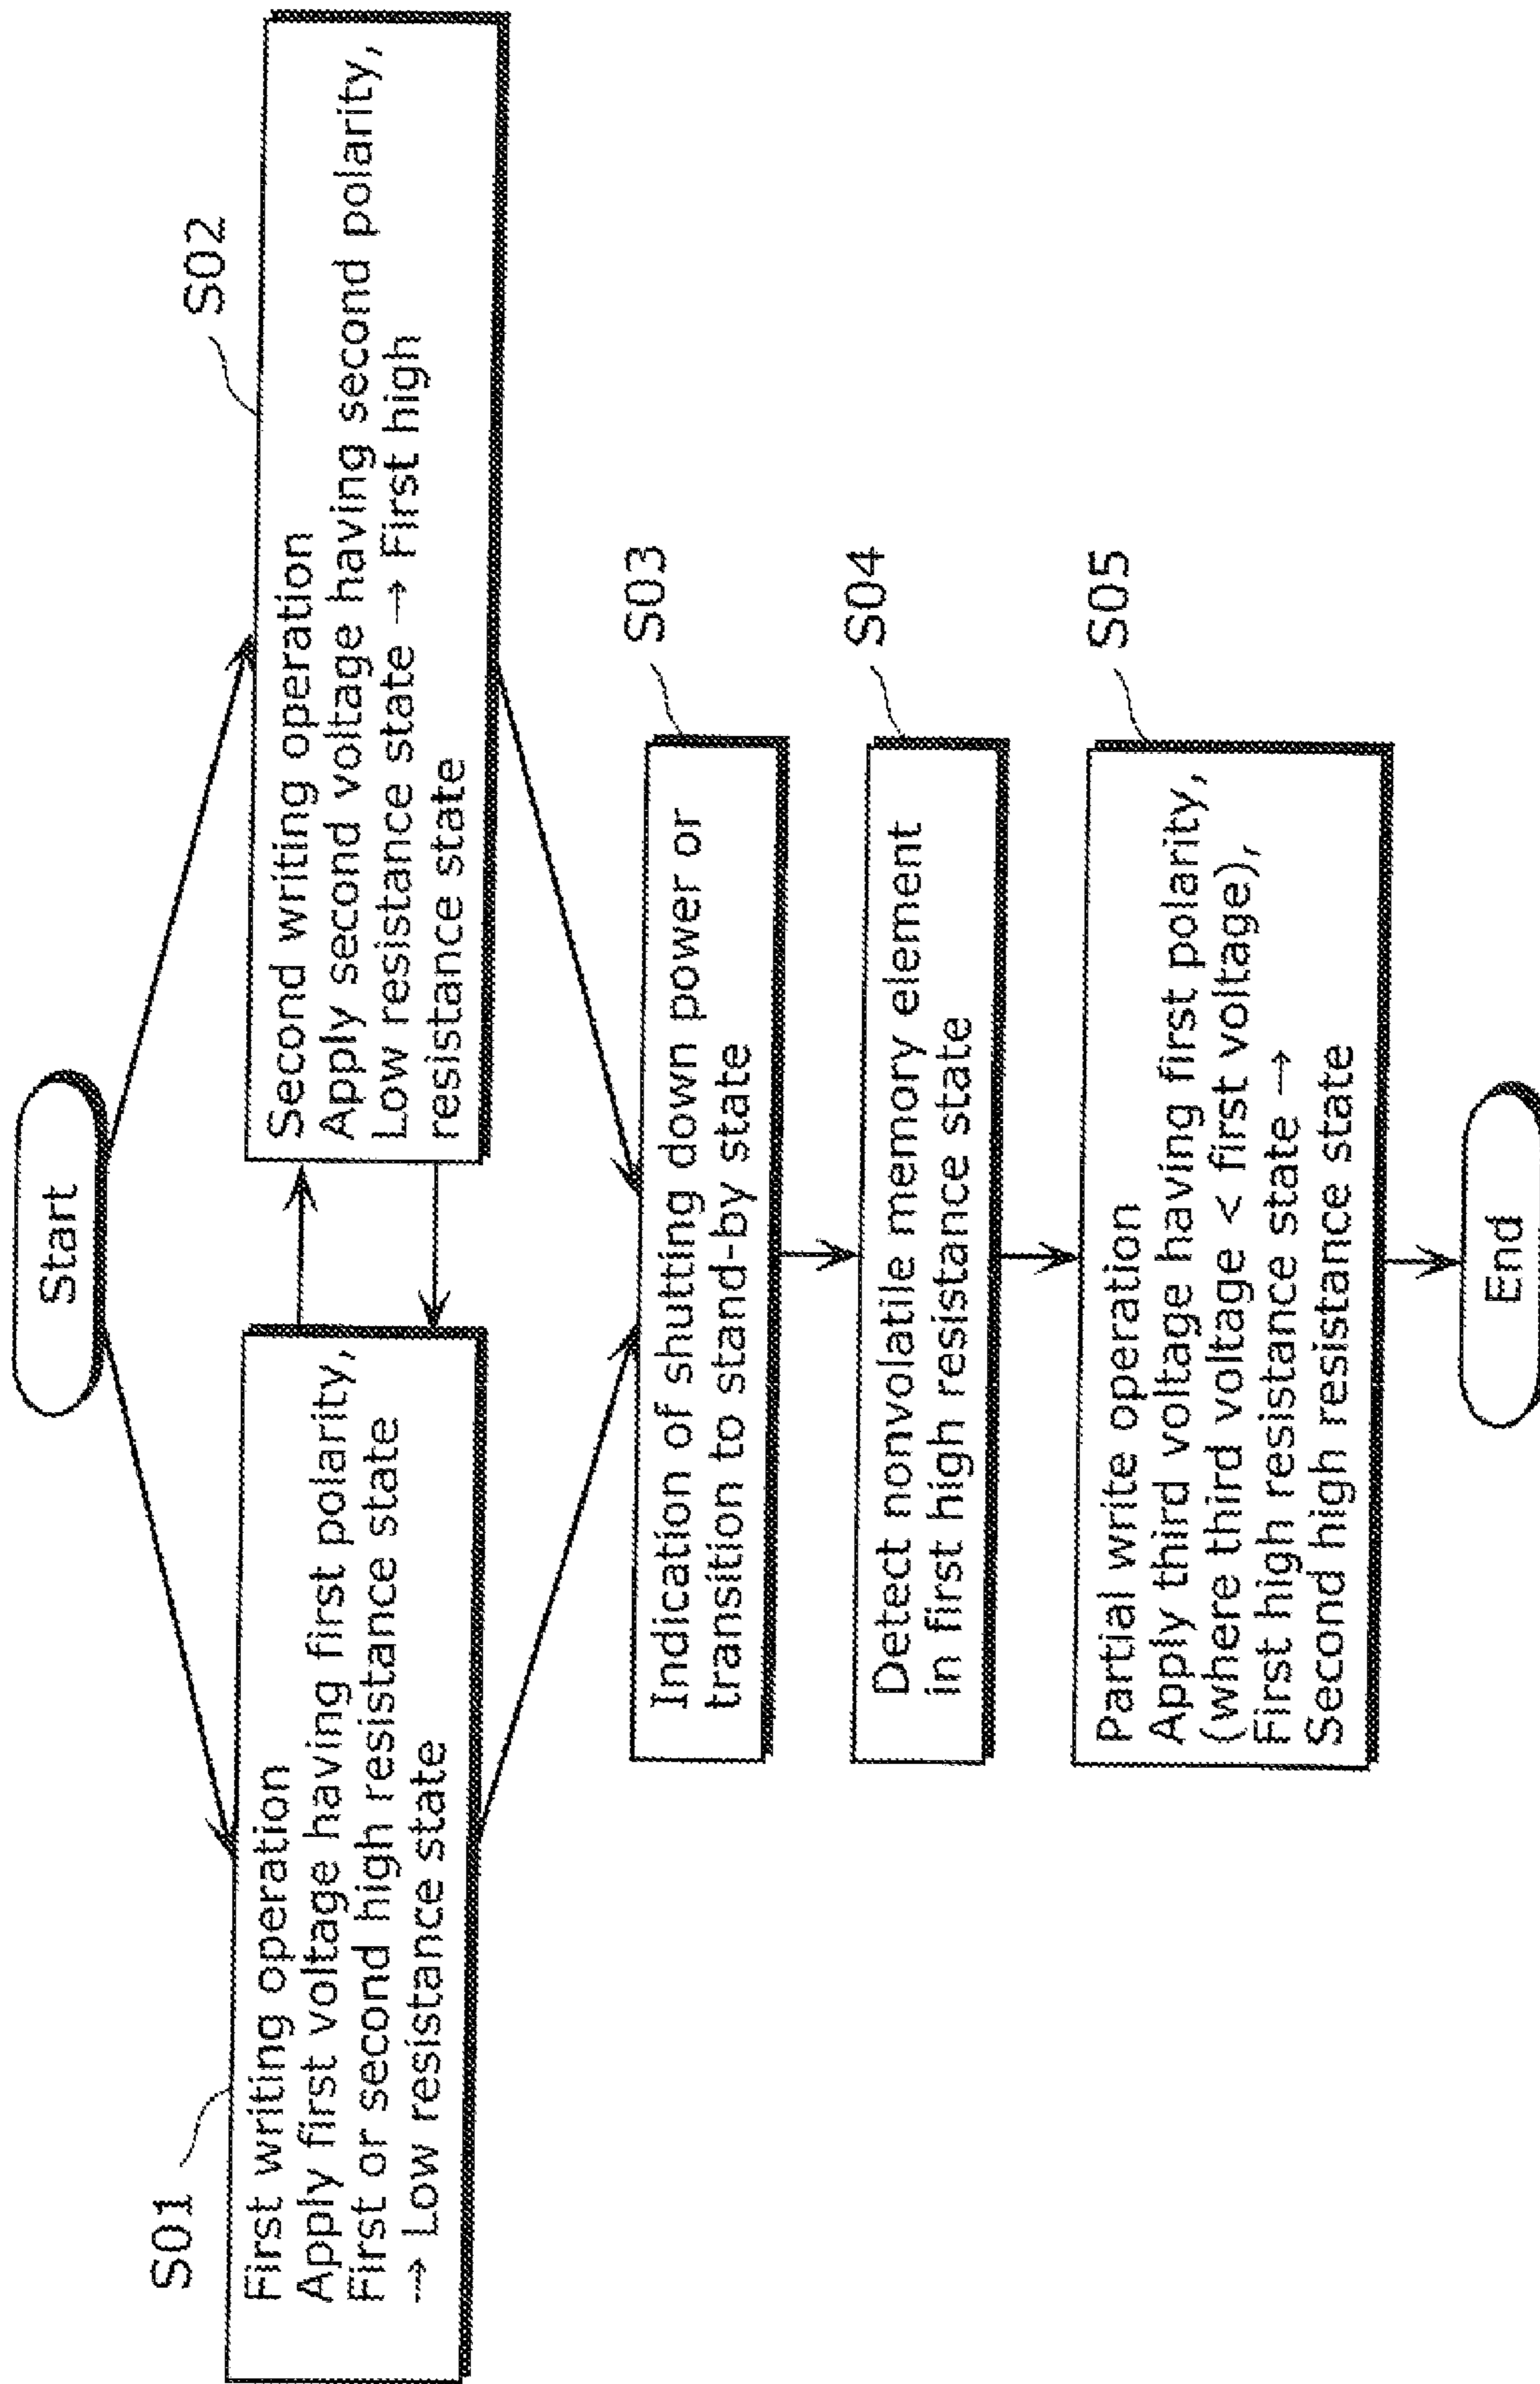 Start
S01
First writing operation
Apply first voltage having first polarity,
First or second high resistance state
→ Low resistance state
S02
Second writing operation
Apply second voltage having second polarity,
Low resistance state → First high
resistance state
S03
Indication of shutting down power or
transition to stand-by state
S04
Detect nonvolatile memory element
in first high resistance state
S05
Partial write operation
Apply third voltage having first polarity,
(where third voltage < first voltage),
First high resistance state →
Second high resistance state
End